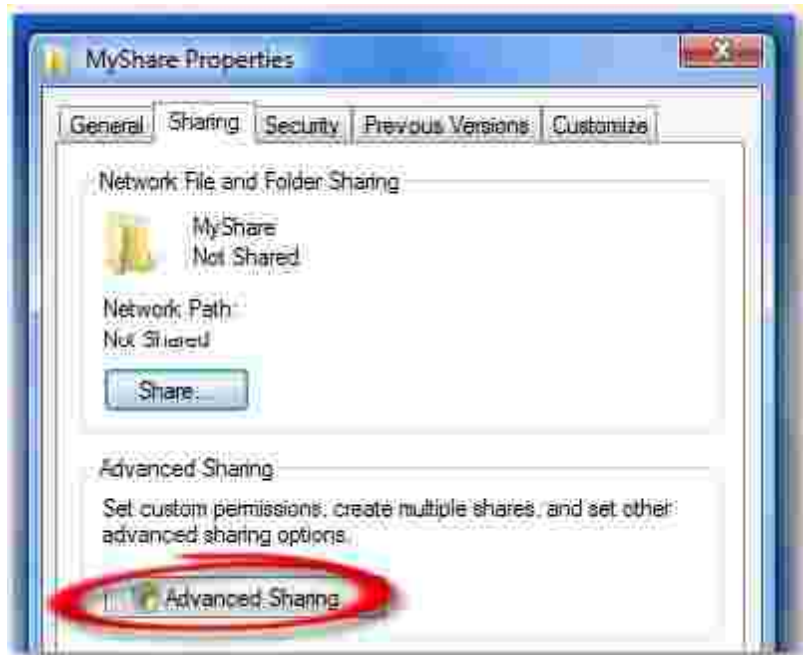 MyShare Properties
General Sharing Security Previous Versions Customize
Network File and Folder Sharing
MyShare
Not Shared
Network Path:
Not Shared
Share...
Advanced Sharing
Set custom permissions, create multiple shares, and set other
advanced sharing options.
Advanced Sharing